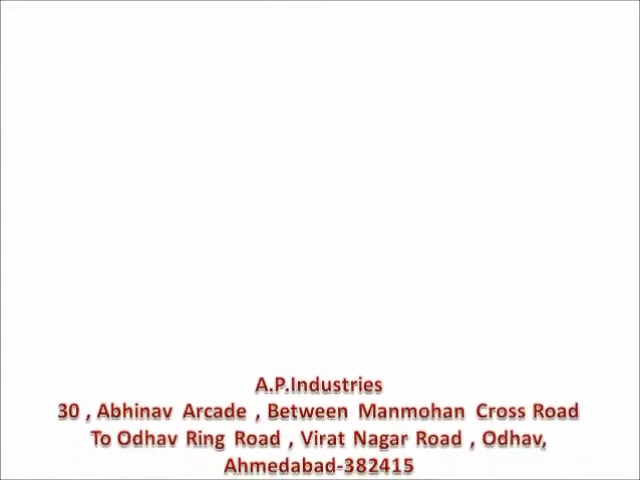 A.P.Industries
30 , Abhinav Arcade , Between Manmohan Cross Road
To Odhav Ring Road , Virat Nagar Road , Odhav,
Ahmedabad-382415